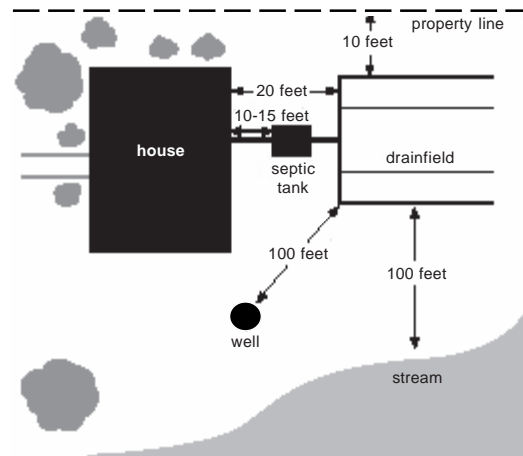 property line
10 feet
20 feet
10-15 feet
house
septic
tank
drainfield
100 feet
100 feet
well
stream